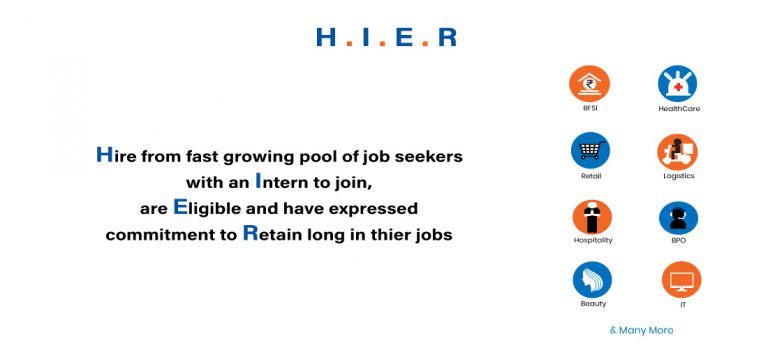 H.I.E.R
Hire from fast growing pool of job seekers
with an Intern to join,
are Eligible and have expressed
commitment to Retain long in thier jobs
BFSI
HealthCare
Retail
Logistics
Hospitality
BPO
Beauty
IT
& Many More